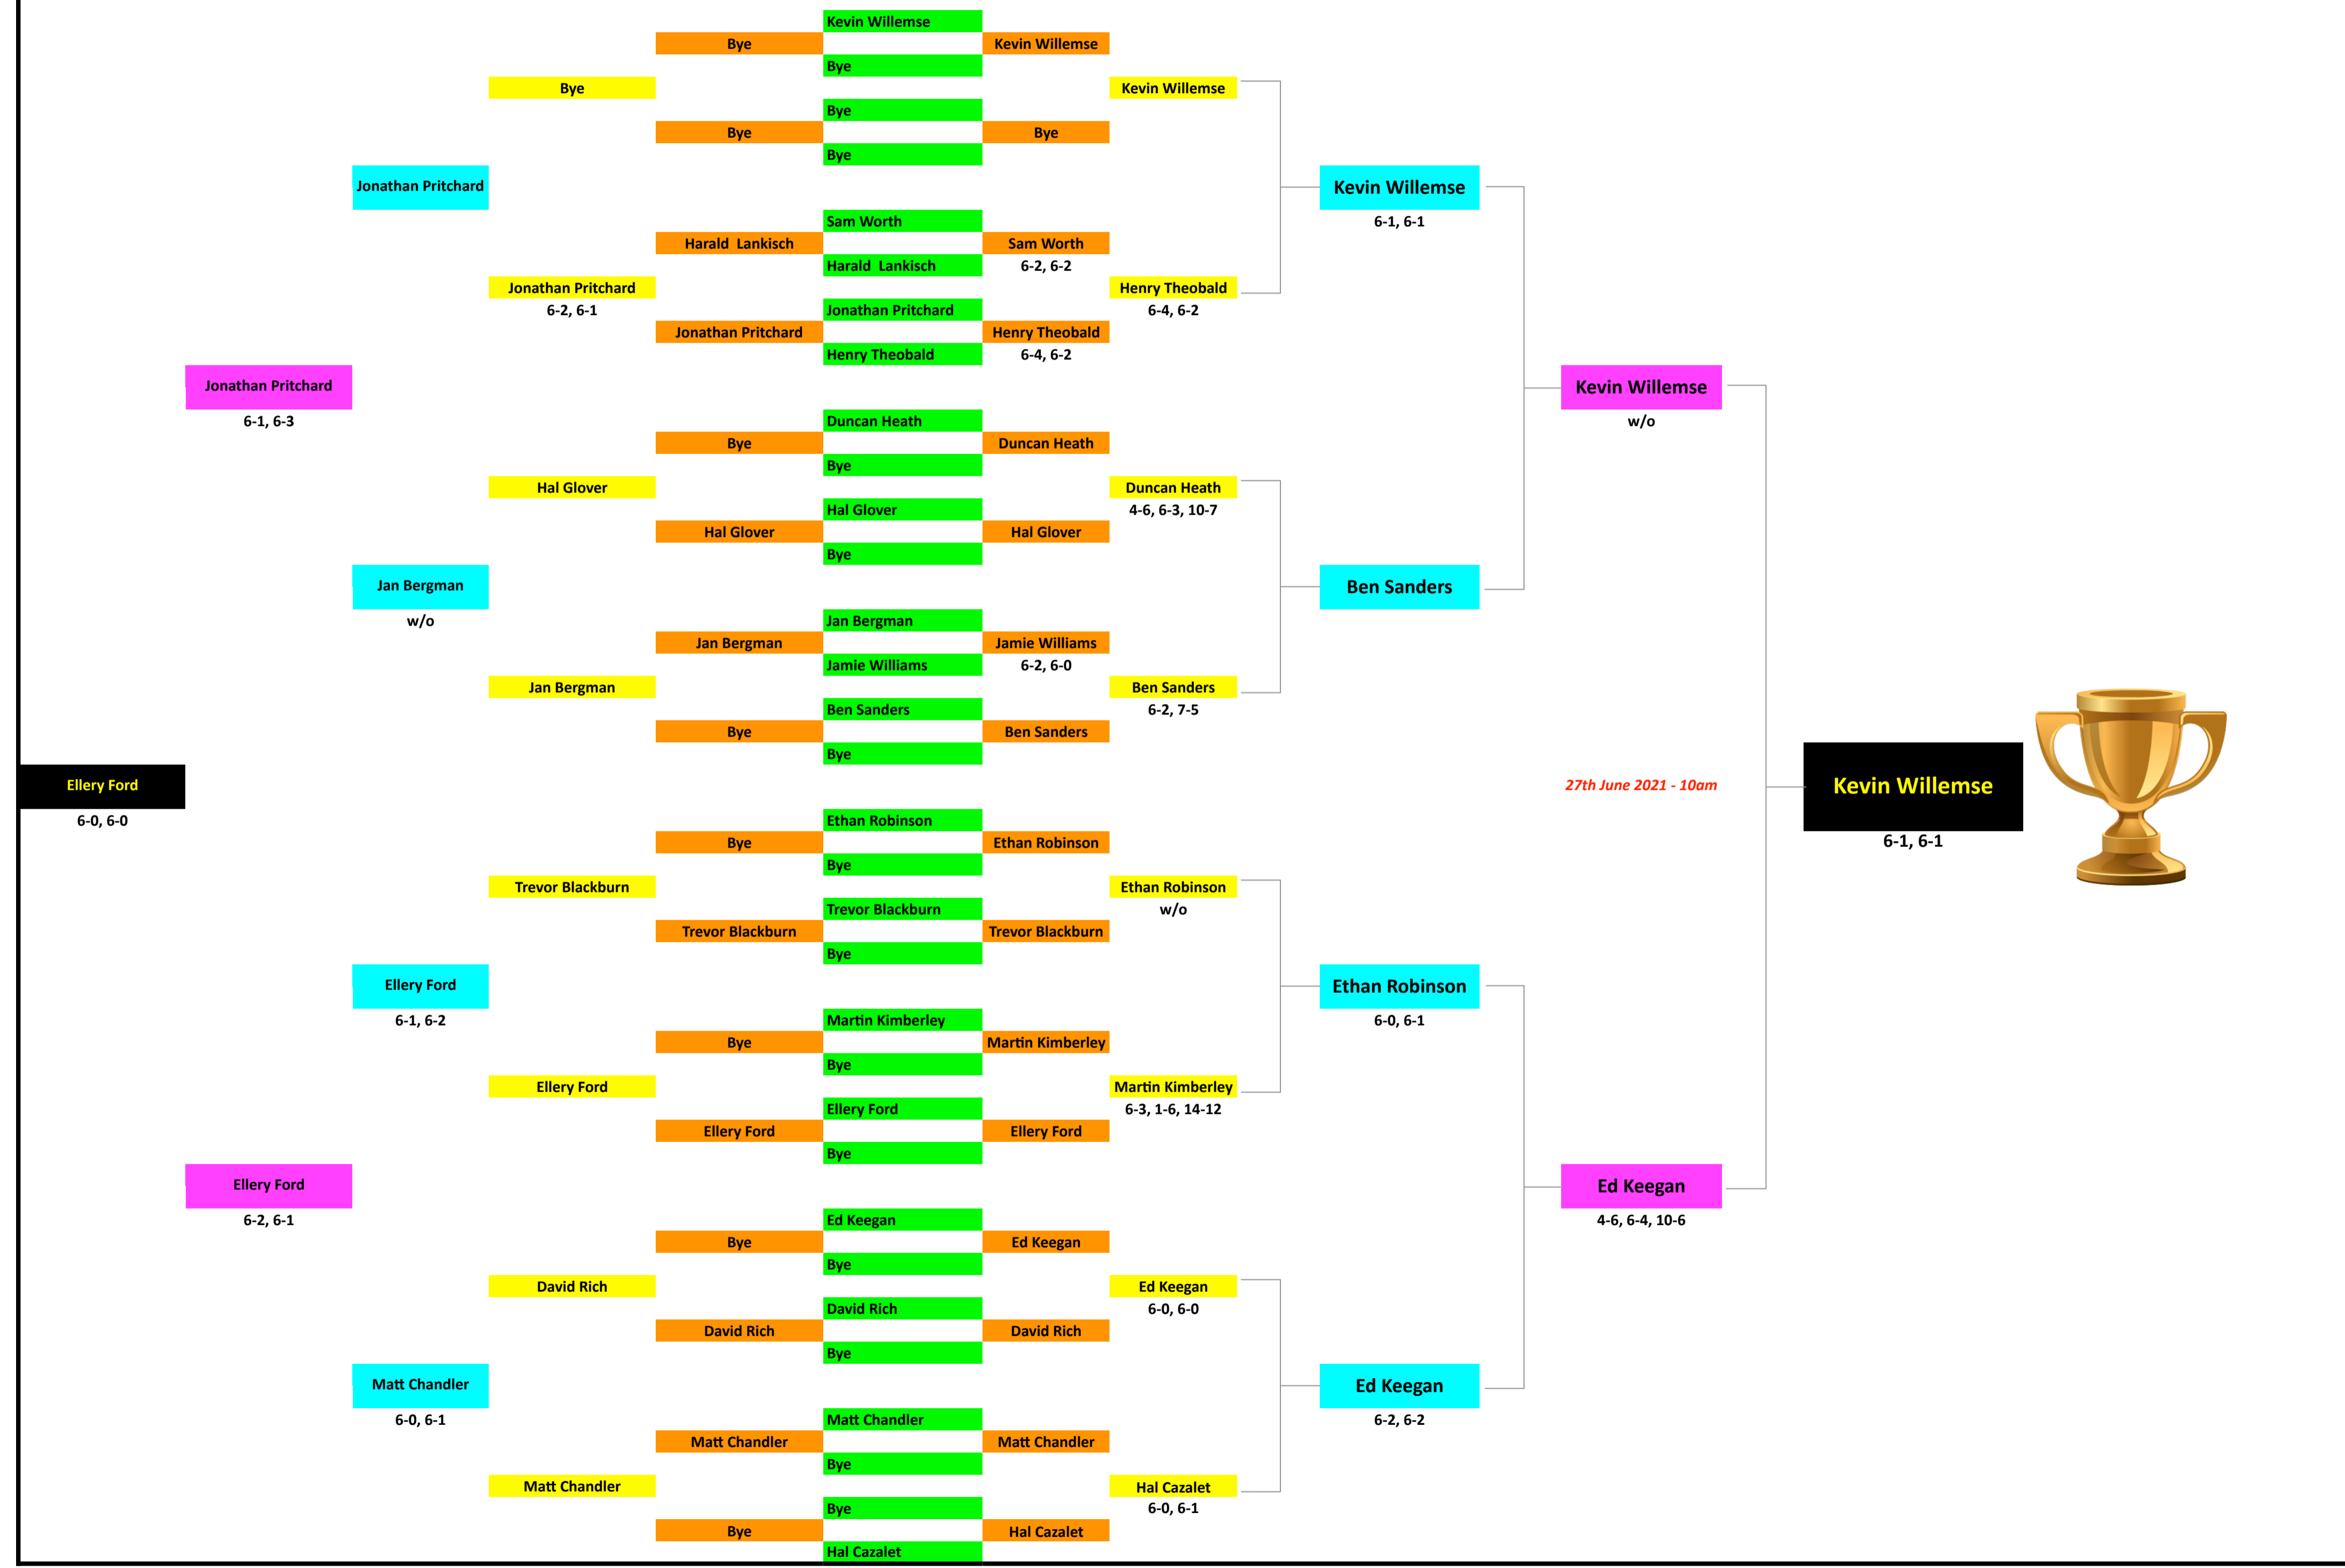 Kevin Willemse
Bye Kevin Willemse
Bye
Bye Kevin Willemse
Bye
Bye Bye
Bye
Jonathan Pritchard Kevin Willemse
Sam Worth 6-1, 6-1
Harald Lankisch Sam Worth
Harald Lankisch 6-2, 6-2
Jonathan Pritchard Henry Theobald
6-2, 6-1 Jonathan Pritchard 6-4, 6-2
Jonathan Pritchard Henry Theobald
Henry Theobald 6-4, 6-2
Jonathan Pritchard Kevin Willemse
6-1, 6-3 Duncan Heath w/o
Bye Duncan Heath
Bye
Hal Glover Duncan Heath
Hal Glover 4-6, 6-3, 10-7
Hal Glover Hal Glover
Bye
Jan Bergman Ben Sanders
w/o Jan Bergman
Jan Bergman Jamie Williams
Jamie Williams 6-2, 6-0
Jan Bergman Ben Sanders
Ben Sanders 6-2, 7-5
Bye Ben Sanders
Bye
Ellery Ford 27th June 2021 - 10am Kevin Willemse
6-0, 6-0 Ethan Robinson
Bye Ethan Robinson 6-1, 6-1
Bye
Trevor Blackburn Ethan Robinson
Trevor Blackburn w/o
Trevor Blackburn Trevor Blackburn
Bye
Ellery Ford Ethan Robinson
6-1, 6-2 Martin Kimberley 6-0, 6-1
Bye Martin Kimberley
Bye
Ellery Ford Martin Kimberley
Ellery Ford 6-3, 1-6, 14-12
Ellery Ford Ellery Ford
Bye
Ellery Ford Ed Keegan
6-2, 6-1 Ed Keegan 4-6, 6-4, 10-6
Bye Ed Keegan
Bye
David Rich Ed Keegan
David Rich 6-0, 6-0
David Rich David Rich
Bye
Matt Chandler Ed Keegan
6-0, 6-1 Matt Chandler 6-2, 6-2
Matt Chandler Matt Chandler
Bye
Matt Chandler Hal Cazalet
Bye 6-0, 6-1
Bye Hal Cazalet
Hal Cazalet